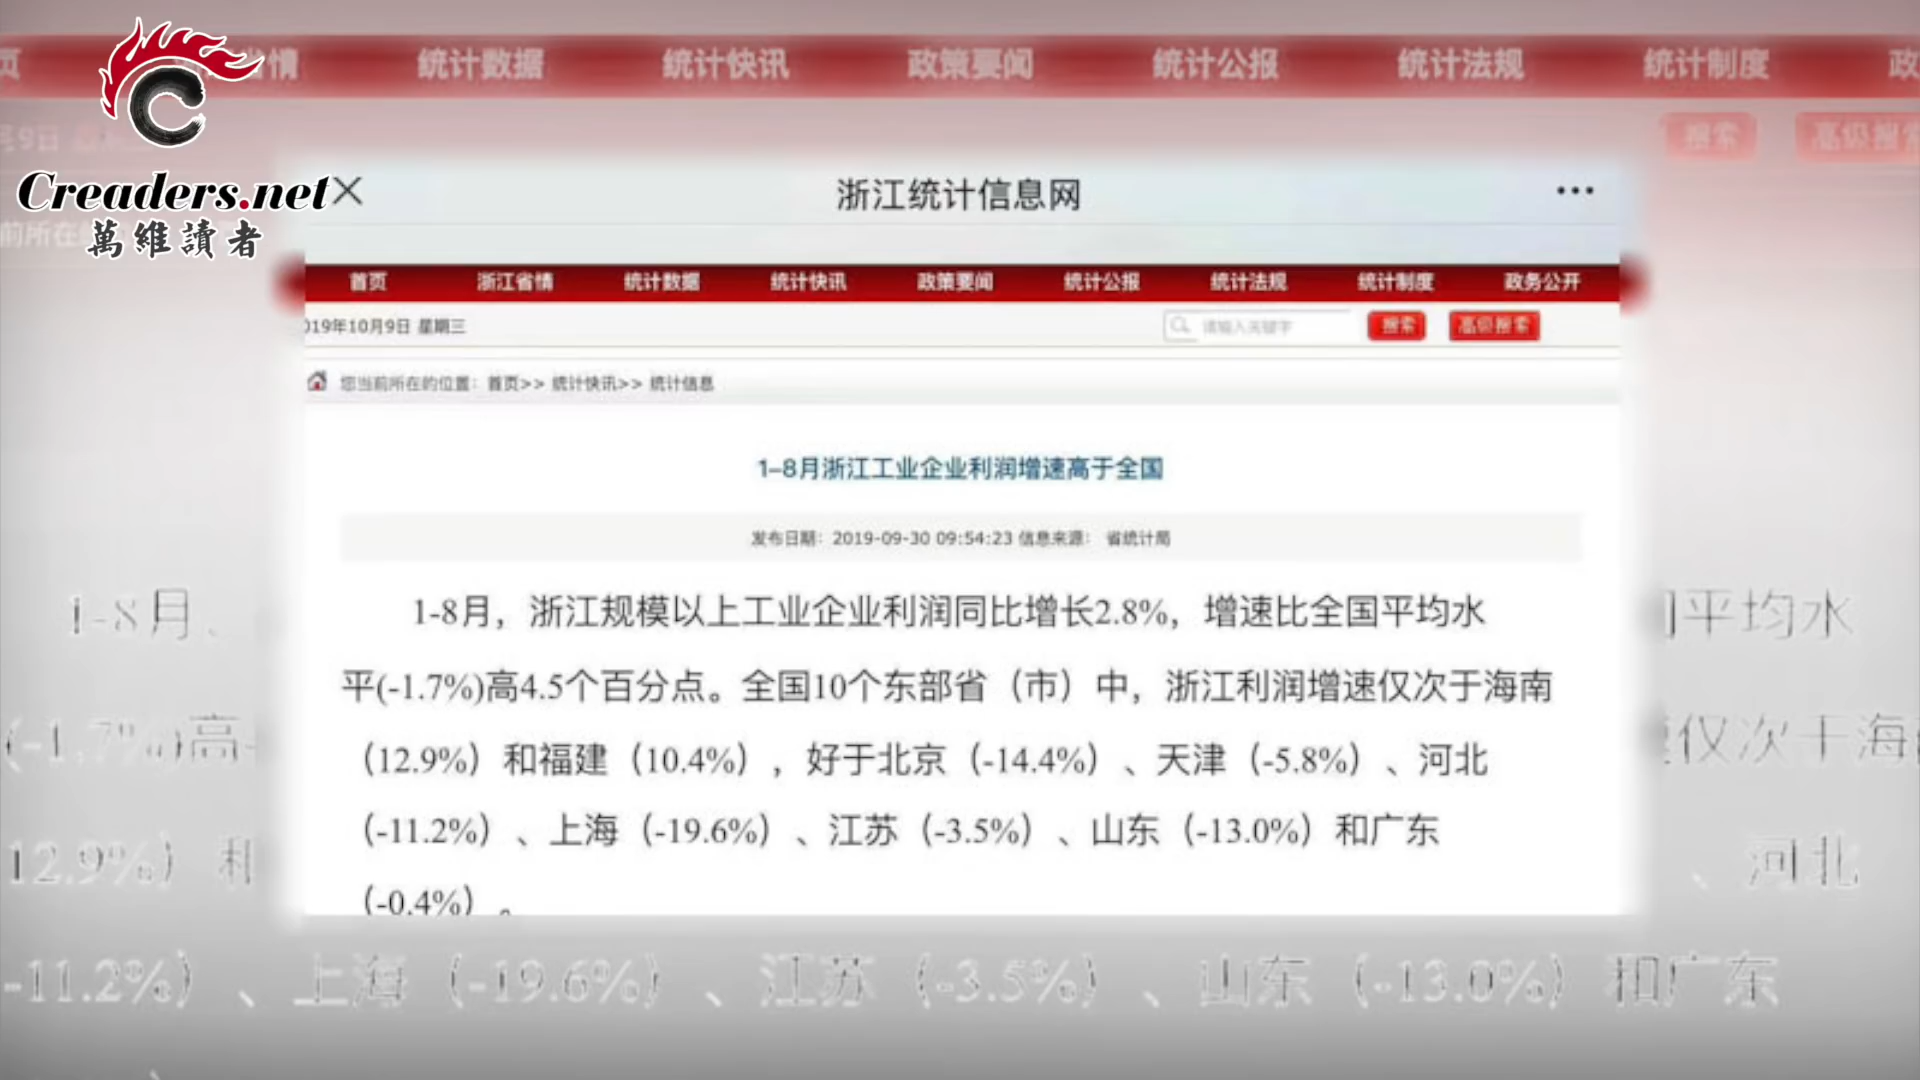 统计数据 统计快讯 政策要闻 统计公报 统计法规 统计制度
搜索 高级搜索
Creaders.net
萬維讀者
浙江统计信息网
首页 浙江省情 统计数据 统计快讯 政策要闻 统计公报 统计法规 统计制度 政务公开
019年10月9日 星期三
请输入关键字 搜索 高级搜索
您当前所在的位置：首页>> 统计快讯>> 统计信息
1–8月浙江工业企业利润增速高于全国
发布日期：2019-09-30 09:54:23 信息来源： 省统计局
1-8月，浙江规模以上工业企业利润同比增长2.8%，增速比全国平均水
平(-1.7%)高4.5个百分点。全国10个东部省（市）中，浙江利润增速仅次于海南
（12.9%）和福建（10.4%），好于北京（-14.4%）、天津（-5.8%）、河北
（-11.2%）、上海（-19.6%）、江苏（-3.5%）、山东（-13.0%）和广东
（-0.4%）。
1-8月、 平均水
(-1.7%)高 仅次于海
12.9%） 和 、河北
-11.2%）、上海（-19.6%）、江苏（-3.5%）、山东（-13.0%）和广东